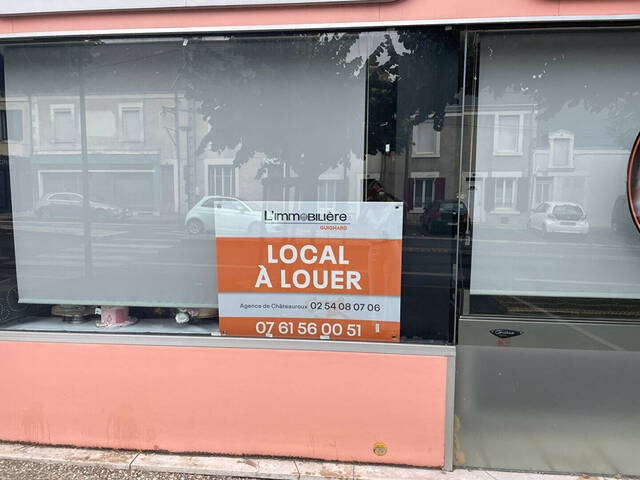 L'IMMOBILIÈRE
GUIGNARD
LOCAL
À LOUER
Agence de Châteauroux 02 54 08 07 06
07 61 56 00 51